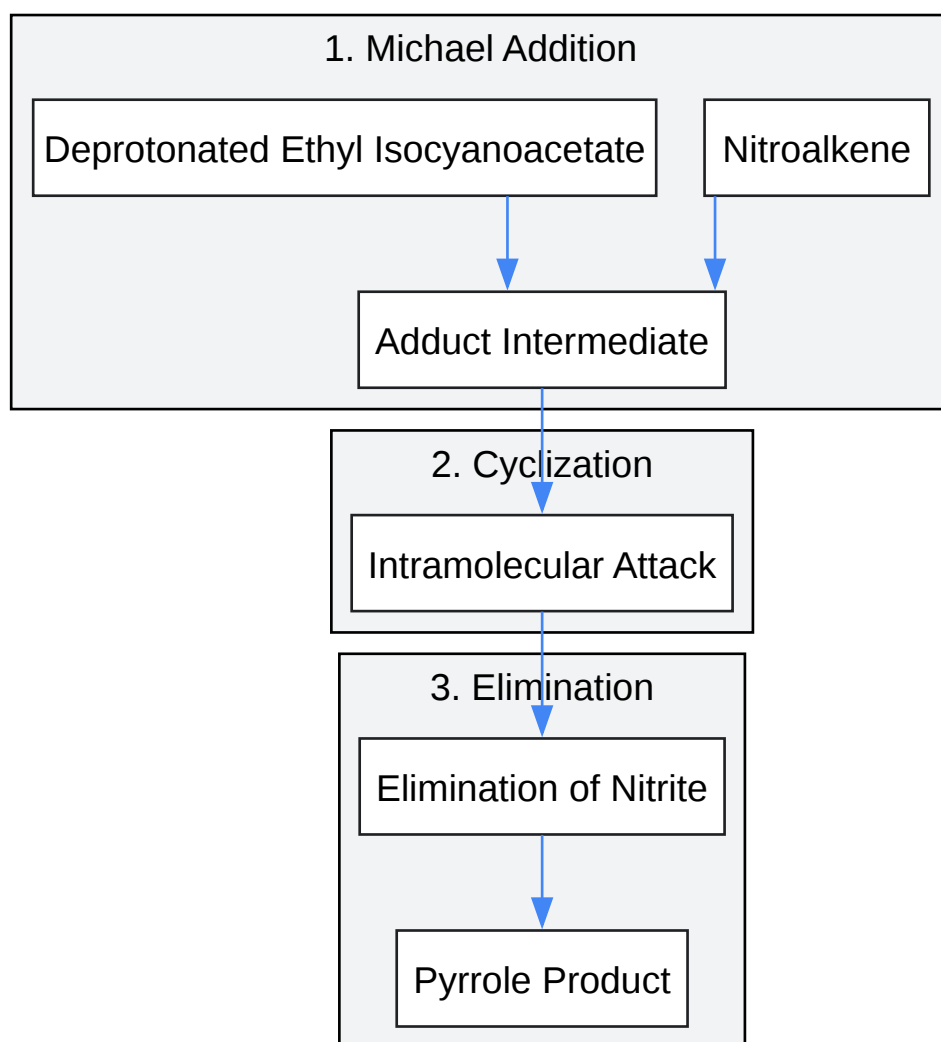 1. Michael Addition
Deprotonated Ethyl Isocyanoacetate
Nitroalkene
Adduct Intermediate
2. Cyclization
Intramolecular Attack
3. Elimination
Elimination of Nitrite
Pyrrole Product